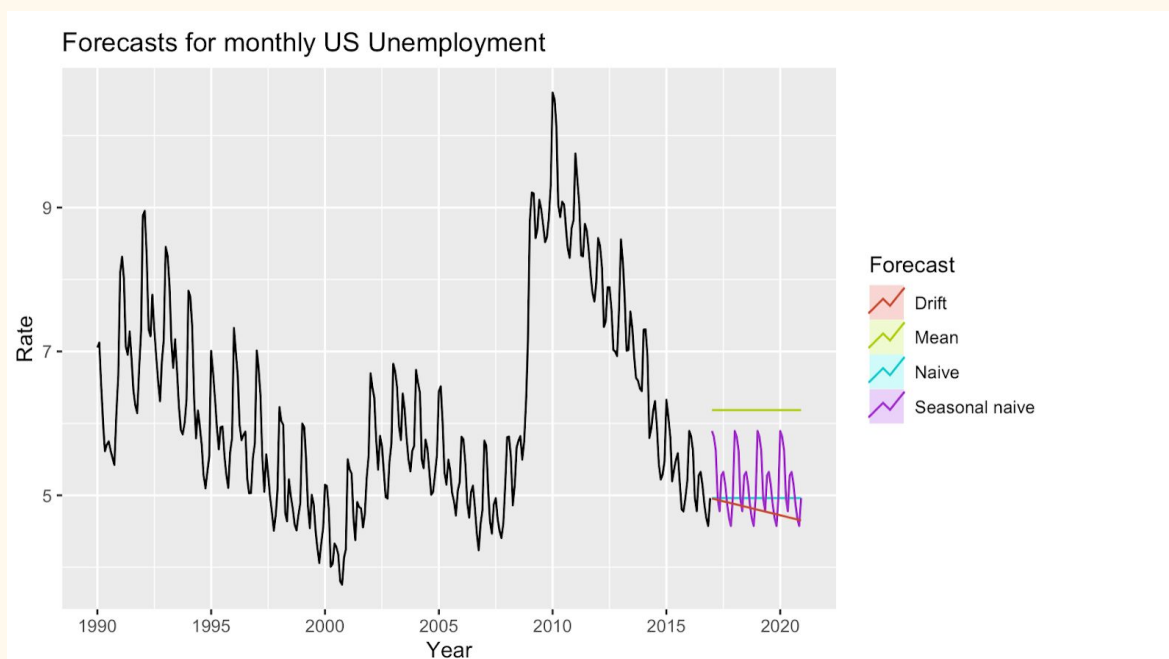 Forecasts for monthly US Unemployment
9
7
5
Rate
1990 1995 2000 2005 2010 2015 2020
Year
Forecast
Drift
Mean
Naive
Seasonal naive